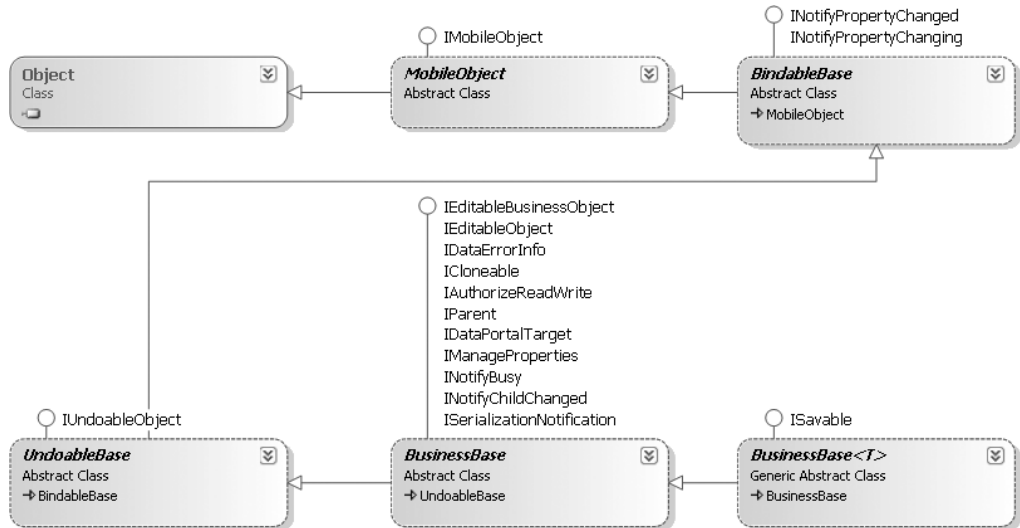 INotifyPropertyChanged
INotifyPropertyChanging
IMobileObject
Object
Class
MobileObject
Abstract Class
BindableBase
Abstract Class
MobileObject
IEditableBusinessObject
IEditableObject
IDataErrorInfo
ICloneable
IAuthorizeReadWrite
IParent
IDataPortalTarget
IManageProperties
INotifyBusy
INotifyChildChanged
ISerializationNotification
IUndoableObject
ISavable
UndoableBase
Abstract Class
BindableBase
BusinessBase
Abstract Class
UndoableBase
BusinessBase<T>
Generic Abstract Class
BusinessBase